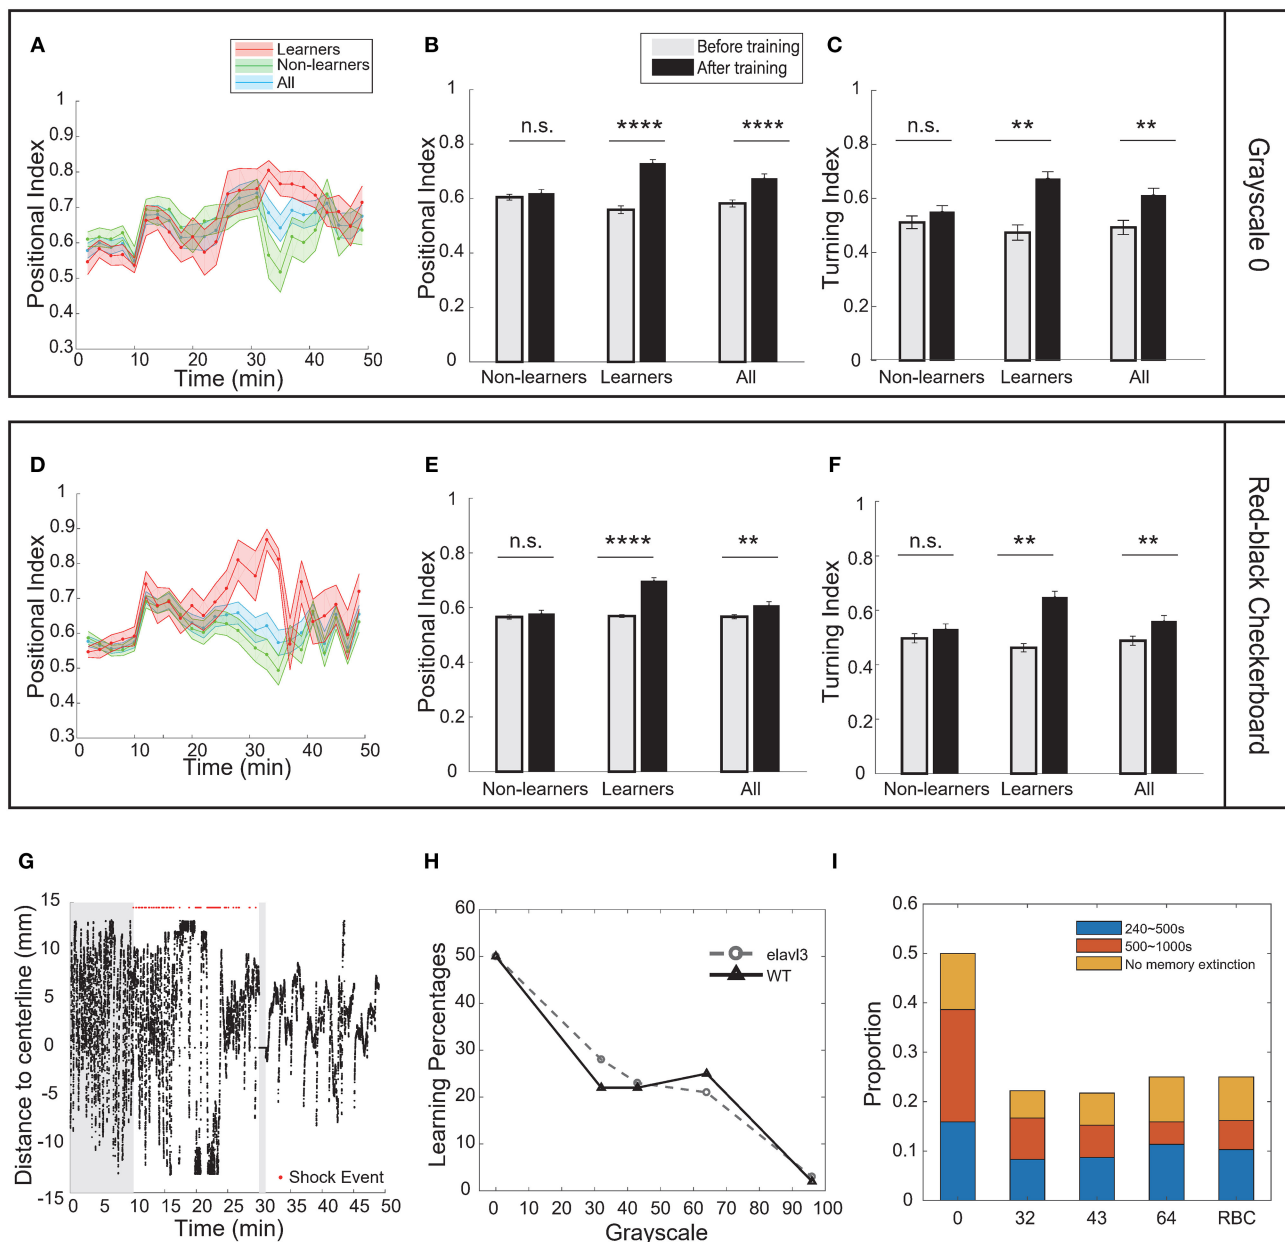 A
Learners
Non-learners
All
Positional Index
1
0.9
0.8
0.7
0.6
0.5
0.4
0.3
0 10 20 30 40 50
Time (min)
B
Before training
After training
Positional Index
1
0.8
0.6
0.4
0.2
0
n.s. **** ****
Non-learners Learners All
C
Turning Index
1
0.8
0.6
0.4
0.2
0
n.s. ** **
Non-learners Learners All
Grayscale 0
D
Positional Index
1
0.9
0.8
0.7
0.6
0.5
0.4
0.3
0 10 20 30 40 50
Time (min)
E
Positional Index
1
0.8
0.6
0.4
0.2
0
n.s. **** **
Non-learners Learners All
F
Turning Index
1
0.8
0.6
0.4
0.2
0
n.s. ** **
Non-learners Learners All
Red-black Checkerboard
G
Distance to centerline (mm)
15
10
5
0
-5
-10
-15
Shock Event
0 5 10 15 20 25 30 35 40 45 50
Time (min)
H
Learning Percentages
60
50
40
30
20
10
0
elavl3
WT
0 10 20 30 40 50 60 70 80 90 100
Grayscale
I
Proportion
0.6
0.5
0.4
0.3
0.2
0.1
0
240~500s
500~1000s
No memory extinction
0 32 43 64 RBC